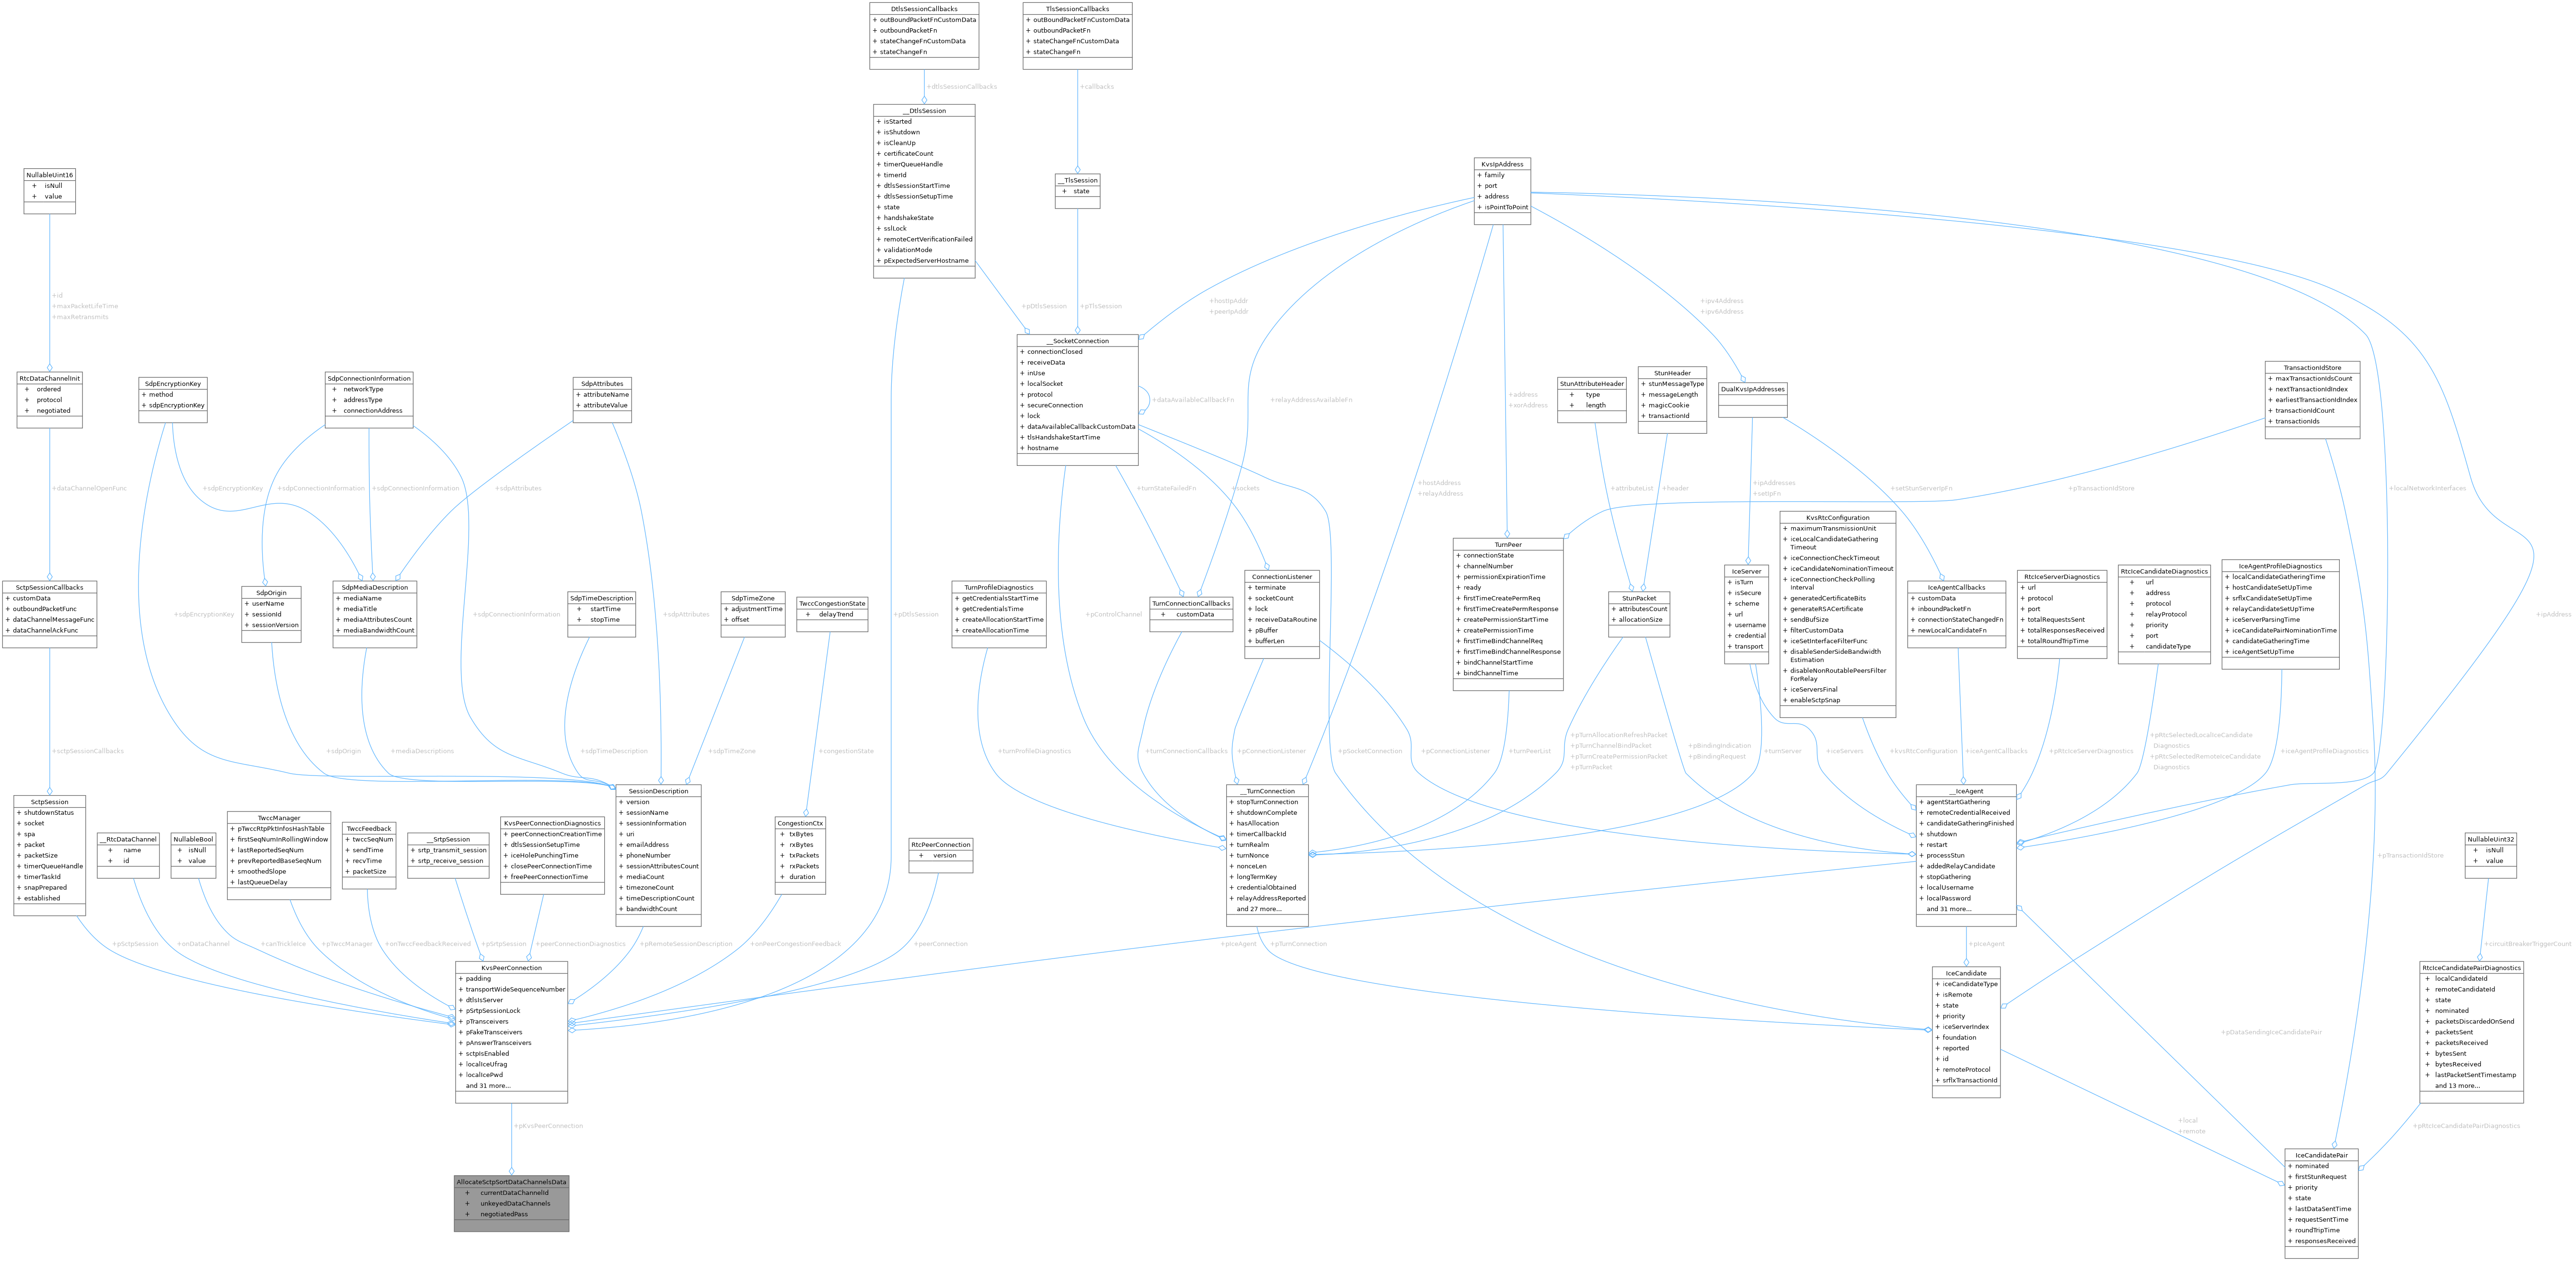 DtlsSessionCallbacks
+ outBoundPacketFnCustomData
+ outboundPacketFn
+ stateChangeFnCustomData
+ stateChangeFn
TlsSessionCallbacks
+ outBoundPacketFnCustomData
+ outboundPacketFn
+ stateChangeFnCustomData
+ stateChangeFn
+dtlsSessionCallbacks
+callbacks
__DtlsSession
+ isStarted
+ isShutdown
+ isCleanUp
+ certificateCount
+ timerQueueHandle
+ timerId
+ dtlsSessionStartTime
+ dtlsSessionSetupTime
+ state
+ handshakeState
+ sslLock
+ remoteCertVerificationFailed
+ validationMode
+ pExpectedServerHostname
__TlsSession
+ state
KvsIpAddress
+ family
+ port
+ address
+ isPointToPoint
NullableUint16
+ isNull
+ value
+id
+maxPacketLifeTime
+maxRetransmits
+pDtlsSession
+pTlsSession
+hostIpAddr
+peerIpAddr
+ipv4Address
+ipv6Address
__SocketConnection
+ connectionClosed
+ receiveData
+ inUse
+ localSocket
+ protocol
+ secureConnection
+ lock
+ dataAvailableCallbackCustomData
+ tlsHandshakeStartTime
+ hostname
+dataAvailableCallbackFn
+relayAddressAvailableFn
+address
+xorAddress
RtcDataChannelInit
+ ordered
+ protocol
+ negotiated
SdpEncryptionKey
+ method
+ sdpEncryptionKey
SdpConnectionInformation
+ networkType
+ addressType
+ connectionAddress
SdpAttributes
+ attributeName
+ attributeValue
StunAttributeHeader
+ type
+ length
StunHeader
+ stunMessageType
+ messageLength
+ magicCookie
+ transactionId
DualKvsIpAddresses
TransactionIdStore
+ maxTransactionIdsCount
+ nextTransactionIdIndex
+ earliestTransactionIdIndex
+ transactionIdCount
+ transactionIds
+dataChannelOpenFunc
+sdpEncryptionKey
+sdpConnectionInformation
+sdpConnectionInformation
+sdpAttributes
+turnStateFailedFn
+sockets
+hostAddress
+relayAddress
+attributeList
+header
+ipAddresses
+setIpFn
+setStunServerIpFn
+pTransactionIdStore
+localNetworkInterfaces
SctpSessionCallbacks
+ customData
+ outboundPacketFunc
+ dataChannelMessageFunc
+ dataChannelAckFunc
+sdpEncryptionKey
SdpOrigin
+ userName
+ sessionId
+ sessionVersion
SdpMediaDescription
+ mediaName
+ mediaTitle
+ mediaAttributesCount
+ mediaBandwidthCount
+sdpConnectionInformation
SdpTimeDescription
+ startTime
+ stopTime
+sdpAttributes
SdpTimeZone
+ adjustmentTime
+ offset
TwccCongestionState
+ delayTrend
+pDtlsSession
TurnProfileDiagnostics
+ getCredentialsStartTime
+ getCredentialsTime
+ createAllocationStartTime
+ createAllocationTime
+pControlChannel
TurnConnectionCallbacks
+ customData
ConnectionListener
+ terminate
+ socketCount
+ lock
+ receiveDataRoutine
+ pBuffer
+ bufferLen
TurnPeer
+ connectionState
+ channelNumber
+ permissionExpirationTime
+ ready
+ firstTimeCreatePermReq
+ firstTimeCreatePermResponse
+ createPermissionStartTime
+ createPermissionTime
+ firstTimeBindChannelReq
+ firstTimeBindChannelResponse
+ bindChannelStartTime
+ bindChannelTime
StunPacket
+ attributesCount
+ allocationSize
IceServer
+ isTurn
+ isSecure
+ scheme
+ url
+ username
+ credential
+ transport
KvsRtcConfiguration
+ maximumTransmissionUnit
+ iceLocalCandidateGathering
Timeout
+ iceConnectionCheckTimeout
+ iceCandidateNominationTimeout
+ iceConnectionCheckPolling
Interval
+ generatedCertificateBits
+ generateRSACertificate
+ sendBufSize
+ filterCustomData
+ iceSetInterfaceFilterFunc
+ disableSenderSideBandwidth
Estimation
+ disableNonRoutablePeersFilter
ForRelay
+ iceServersFinal
+ enableSctpSnap
IceAgentCallbacks
+ customData
+ inboundPacketFn
+ connectionStateChangedFn
+ newLocalCandidateFn
RtcIceServerDiagnostics
+ url
+ protocol
+ port
+ totalRequestsSent
+ totalResponsesReceived
+ totalRoundTripTime
RtcIceCandidateDiagnostics
+ url
+ address
+ protocol
+ relayProtocol
+ priority
+ port
+ candidateType
IceAgentProfileDiagnostics
+ localCandidateGatheringTime
+ hostCandidateSetUpTime
+ srflxCandidateSetUpTime
+ relayCandidateSetUpTime
+ iceServerParsingTime
+ iceCandidatePairNominationTime
+ candidateGatheringTime
+ iceAgentSetUpTime
+ipAddress
+sctpSessionCallbacks
+sdpOrigin
+mediaDescriptions
+sdpTimeDescription
+sdpTimeZone
+congestionState
+turnProfileDiagnostics
+turnConnectionCallbacks
+pConnectionListener
+pSocketConnection
+pConnectionListener
+turnPeerList
+pTurnAllocationRefreshPacket
+pTurnChannelBindPacket
+pTurnCreatePermissionPacket
+pTurnPacket
+pBindingIndication
+pBindingRequest
+turnServer
+iceServers
+kvsRtcConfiguration
+iceAgentCallbacks
+pRtcIceServerDiagnostics
+pRtcSelectedLocalIceCandidate
Diagnostics
+pRtcSelectedRemoteIceCandidate
Diagnostics
+iceAgentProfileDiagnostics
SctpSession
+ shutdownStatus
+ socket
+ spa
+ packet
+ packetSize
+ timerQueueHandle
+ timerTaskId
+ snapPrepared
+ established
__RtcDataChannel
+ name
+ id
NullableBool
+ isNull
+ value
TwccManager
+ pTwccRtpPktInfosHashTable
+ firstSeqNumInRollingWindow
+ lastReportedSeqNum
+ prevReportedBaseSeqNum
+ smoothedSlope
+ lastQueueDelay
TwccFeedback
+ twccSeqNum
+ sendTime
+ recvTime
+ packetSize
__SrtpSession
+ srtp_transmit_session
+ srtp_receive_session
KvsPeerConnectionDiagnostics
+ peerConnectionCreationTime
+ dtlsSessionSetupTime
+ iceHolePunchingTime
+ closePeerConnectionTime
+ freePeerConnectionTime
SessionDescription
+ version
+ sessionName
+ sessionInformation
+ uri
+ emailAddress
+ phoneNumber
+ sessionAttributesCount
+ mediaCount
+ timezoneCount
+ timeDescriptionCount
+ bandwidthCount
CongestionCtx
+ txBytes
+ rxBytes
+ txPackets
+ rxPackets
+ duration
RtcPeerConnection
+ version
__TurnConnection
+ stopTurnConnection
+ shutdownComplete
+ hasAllocation
+ timerCallbackId
+ turnRealm
+ turnNonce
+ nonceLen
+ longTermKey
+ credentialObtained
+ relayAddressReported
and 27 more...
__IceAgent
+ agentStartGathering
+ remoteCredentialReceived
+ candidateGatheringFinished
+ shutdown
+ restart
+ processStun
+ addedRelayCandidate
+ stopGathering
+ localUsername
+ localPassword
and 31 more...
+pTransactionIdStore
NullableUint32
+ isNull
+ value
+pSctpSession
+onDataChannel
+canTrickleIce
+pTwccManager
+onTwccFeedbackReceived
+pSrtpSession
+peerConnectionDiagnostics
+pRemoteSessionDescription
+onPeerCongestionFeedback
+peerConnection
+pIceAgent
+pTurnConnection
+pIceAgent
+circuitBreakerTriggerCount
KvsPeerConnection
+ padding
+ transportWideSequenceNumber
+ dtlsIsServer
+ pSrtpSessionLock
+ pTransceivers
+ pFakeTransceivers
+ pAnswerTransceivers
+ sctpIsEnabled
+ localIceUfrag
+ localIcePwd
and 31 more...
IceCandidate
+ iceCandidateType
+ isRemote
+ state
+ priority
+ iceServerIndex
+ foundation
+ reported
+ id
+ remoteProtocol
+ srflxTransactionId
+pDataSendingIceCandidatePair
RtcIceCandidatePairDiagnostics
+ localCandidateId
+ remoteCandidateId
+ state
+ nominated
+ packetsDiscardedOnSend
+ packetsSent
+ packetsReceived
+ bytesSent
+ bytesReceived
+ lastPacketSentTimestamp
and 13 more...
+pKvsPeerConnection
+local
+remote
+pRtcIceCandidatePairDiagnostics
AllocateSctpSortDataChannelsData
+ currentDataChannelId
+ unkeyedDataChannels
+ negotiatedPass
IceCandidatePair
+ nominated
+ firstStunRequest
+ priority
+ state
+ lastDataSentTime
+ requestSentTime
+ roundTripTime
+ responsesReceived